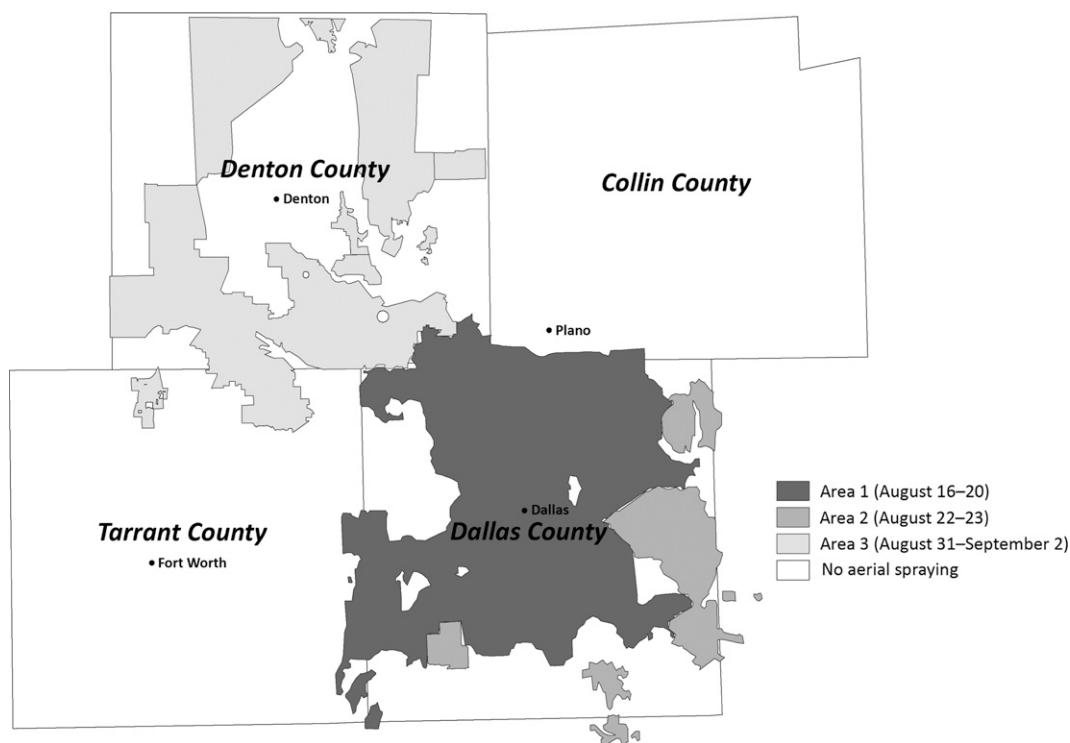 Denton County
Denton
Collin County
Plano
Tarrant County
Fort Worth
Dallas
Dallas County
Area 1 (August 16–20)
Area 2 (August 22–23)
Area 3 (August 31–September 2)
No aerial spraying